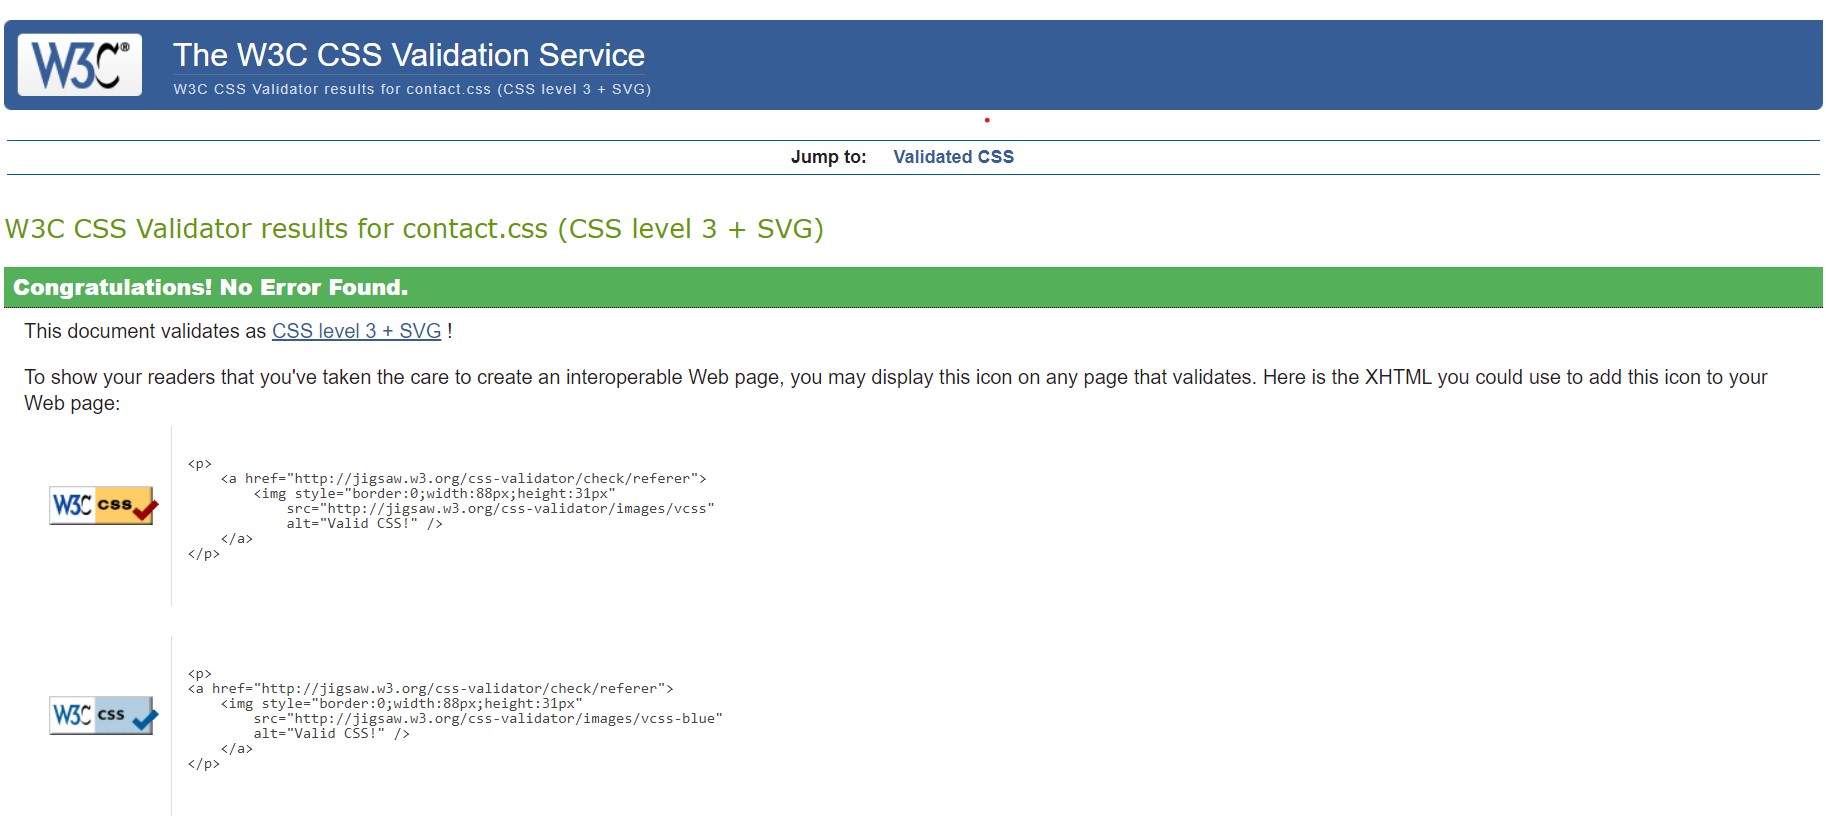 W3C®
The W3C CSS Validation Service
W3C CSS Validator results for contact.css (CSS level 3 + SVG)
Jump to: Validated CSS
W3C CSS Validator results for contact.css (CSS level 3 + SVG)
Congratulations! No Error Found.
This document validates as CSS level 3 + SVG !
To show your readers that you've taken the care to create an interoperable Web page, you may display this icon on any page that validates. Here is the XHTML you could use to add this icon to your
Web page:
W3C css
<p>
    <a href="http://jigsaw.w3.org/css-validator/check/referer">
        <img style="border:0;width:88px;height:31px"
            src="http://jigsaw.w3.org/css-validator/images/vcss"
            alt="Valid CSS!" />
    </a>
</p>
W3C css
<p>
<a href="http://jigsaw.w3.org/css-validator/check/referer">
    <img style="border:0;width:88px;height:31px"
        src="http://jigsaw.w3.org/css-validator/images/vcss-blue"
        alt="Valid CSS!" />
    </a>
</p>